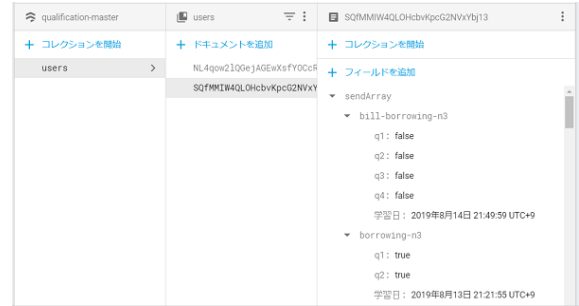 qualification-master
users
SQfMMIW4QLOHcbvKpcG2NVxYbj13
+ コレクションを開始
+ ドキュメントを追加
+ コレクションを開始
users
NL4qow2lQGejAGEwXsfYOCcR
SQfMMIW4QLOHcbvKpcG2NVxY
+ フィールドを追加
sendArray
bill-borrowing-n3
q1: false
q2: false
q3: false
q4: false
学習日: 2019年8月14日 21:49:59 UTC+9
borrowing-n3
q1: true
q2: true
学習日: 2019年8月13日 21:21:55 UTC+9